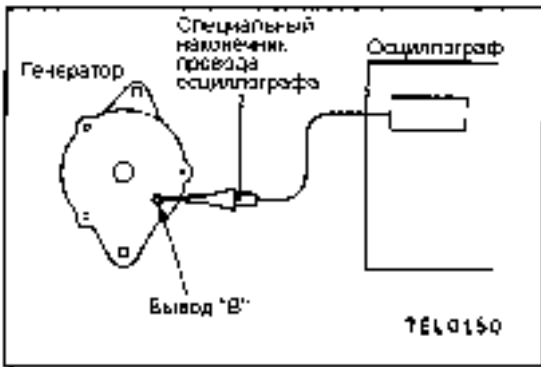 Специальный
наконечник
провода
осциллографа
Осциллограф
Генератор
Вывод "B"
7EL0150